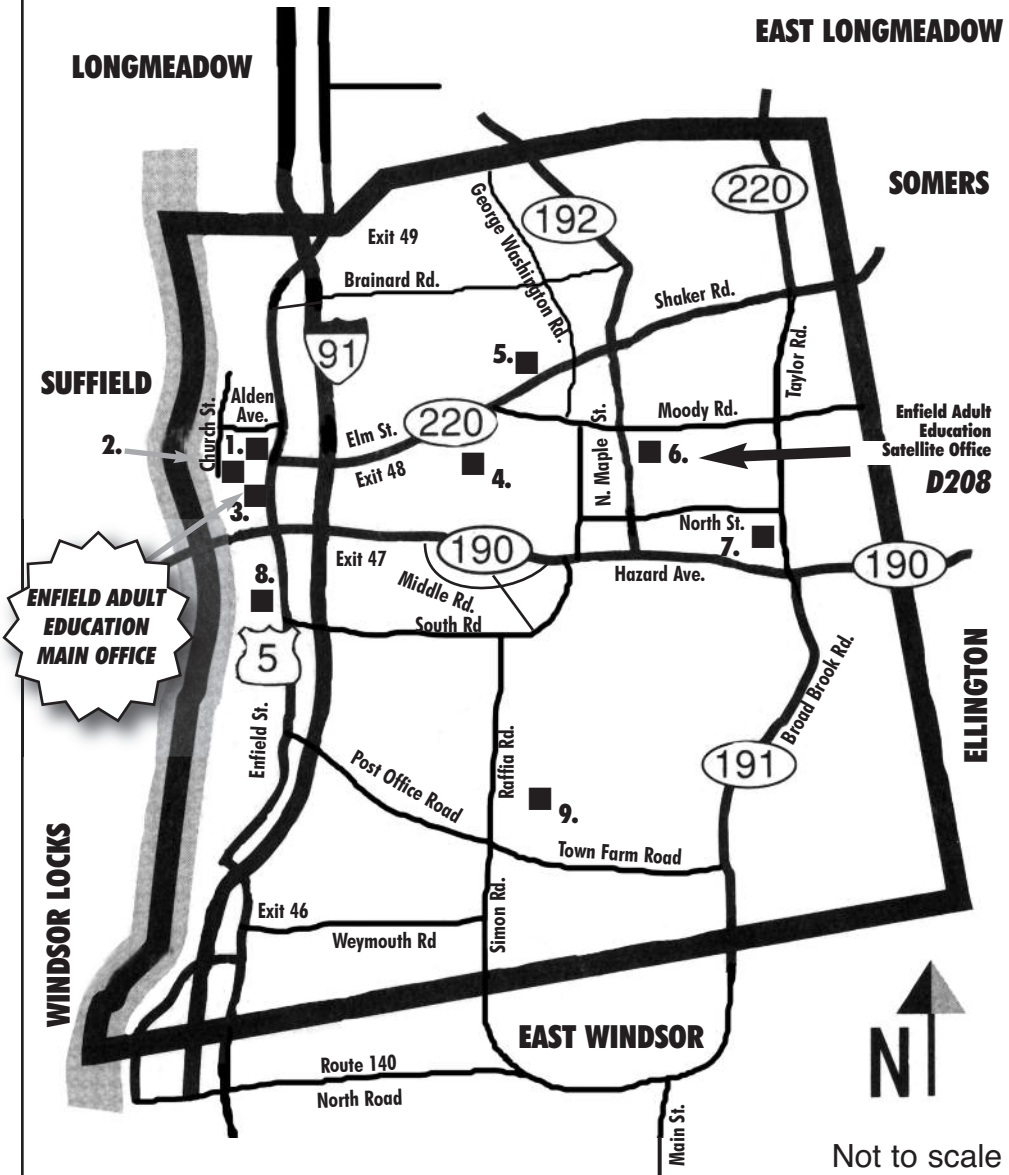 EAST LONGMEADOW
LONGMEADOW
SOMERS
220
192
George Washington Rd.
Exit 49
Brainard Rd.
Shaker Rd.
91
5.
Taylor Rd.
SUFFIELD
Church St.
Alden
Ave.
220
Elm St.
Exit 48
N. Maple St.
Moody Rd.
Enfield Adult
Education
Satellite Office
D208
2.
1.
3.
4.
6.
North St.
7.
190
Exit 47
Hazard Ave.
190
Middle Rd.
South Rd
ENFIELD ADULT
EDUCATION
MAIN OFFICE
8.
5
Enfield St.
Raffia Rd.
Broad Brook Rd.
ELLINGTON
191
Post Office Road
9.
Town Farm Road
WINDSOR LOCKS
Exit 46
Weymouth Rd
Simon Rd.
EAST WINDSOR
N
Route 140
North Road
Main St.
Not to scale